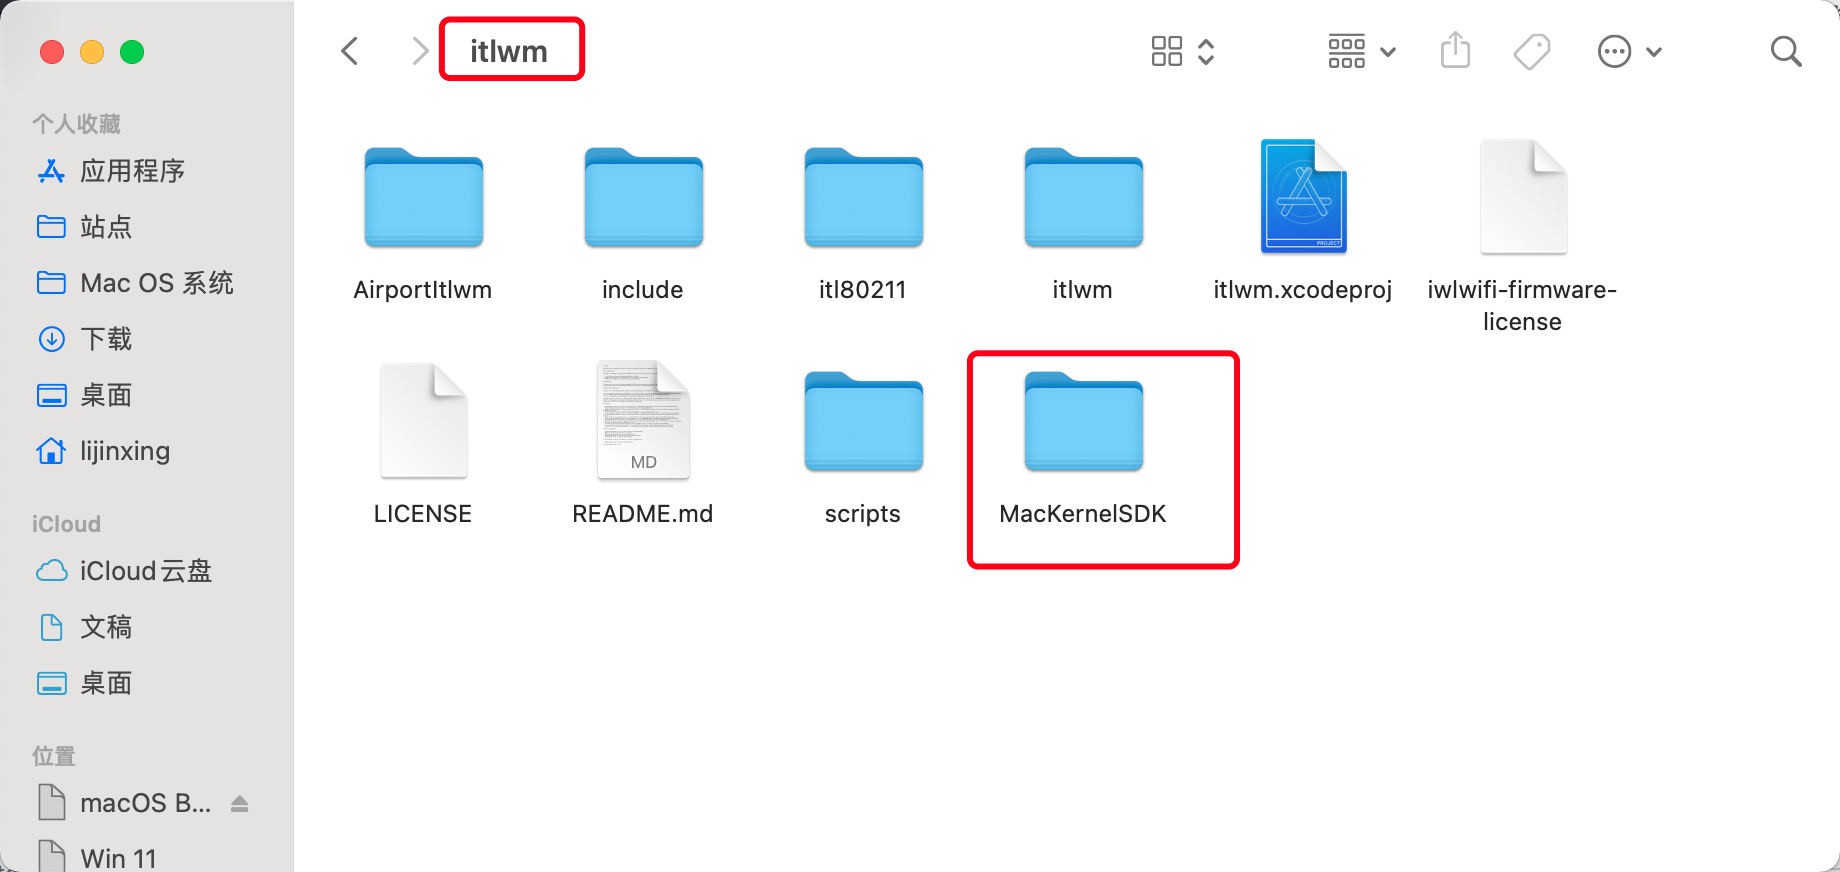 itlwm
个人收藏
应用程序
站点
Mac OS 系统
下载
桌面
lijinxing
iCloud
iCloud云盘
文稿
桌面
位置
macOS B...
Win 11
AirportItlwm
include
itl80211
itlwm
PROJECT
itlwm.xcodeproj
iwlwifi-firmware-
license
LICENSE
MD
README.md
scripts
MacKernelSDK